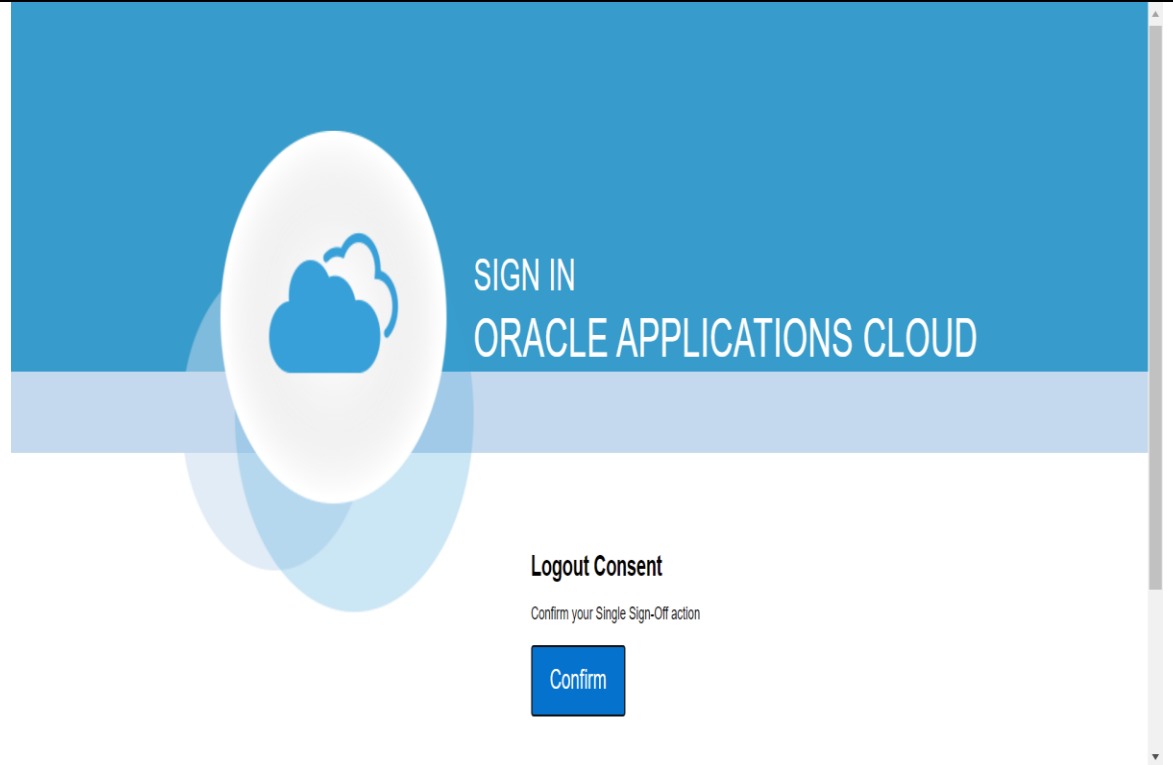 SIGN IN
ORACLE APPLICATIONS CLOUD
Logout Consent
Confirm your Single Sign-Off action
Confirm